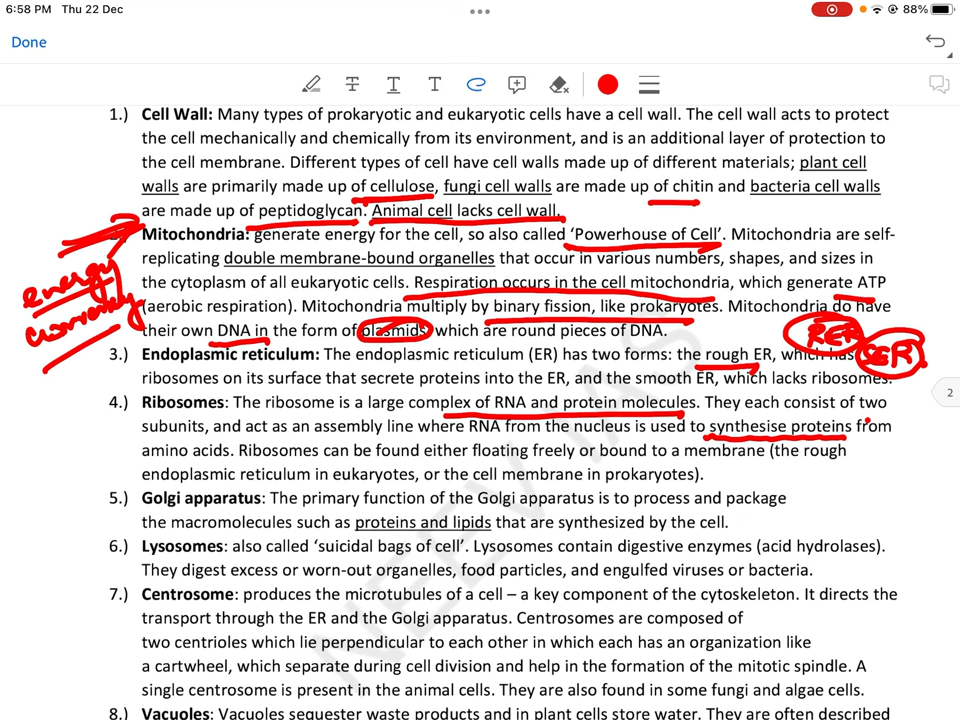 6:58 PM Thu 22 Dec
88%
Done
1.) Cell Wall: Many types of prokaryotic and eukaryotic cells have a cell wall. The cell wall acts to protect
the cell mechanically and chemically from its environment, and is an additional layer of protection to
the cell membrane. Different types of cell have cell walls made up of different materials; plant cell
walls are primarily made up of cellulose, fungi cell walls are made up of chitin and bacteria cell walls
are made up of peptidoglycan. Animal cell lacks cell wall.
Mitochondria: generate energy for the cell, so also called ‘Powerhouse of Cell’. Mitochondria are self-
replicating double membrane-bound organelles that occur in various numbers, shapes, and sizes in
the cytoplasm of all eukaryotic cells. Respiration occurs in the cell mitochondria, which generate ATP
(aerobic respiration). Mitochondria multiply by binary fission, like prokaryotes. Mitochondria do have
their own DNA in the form of plasmids, which are round pieces of DNA.
energy
currency
RER
SER
3.) Endoplasmic reticulum: The endoplasmic reticulum (ER) has two forms: the rough ER, which has
ribosomes on its surface that secrete proteins into the ER, and the smooth ER, which lacks ribosomes.
2
4.) Ribosomes: The ribosome is a large complex of RNA and protein molecules. They each consist of two
subunits, and act as an assembly line where RNA from the nucleus is used to synthesise proteins from
amino acids. Ribosomes can be found either floating freely or bound to a membrane (the rough
endoplasmic reticulum in eukaryotes, or the cell membrane in prokaryotes).
5.) Golgi apparatus: The primary function of the Golgi apparatus is to process and package
the macromolecules such as proteins and lipids that are synthesized by the cell.
6.) Lysosomes: also called ‘suicidal bags of cell’. Lysosomes contain digestive enzymes (acid hydrolases).
They digest excess or worn-out organelles, food particles, and engulfed viruses or bacteria.
7.) Centrosome: produces the microtubules of a cell – a key component of the cytoskeleton. It directs the
transport through the ER and the Golgi apparatus. Centrosomes are composed of
two centrioles which lie perpendicular to each other in which each has an organization like
a cartwheel, which separate during cell division and help in the formation of the mitotic spindle. A
single centrosome is present in the animal cells. They are also found in some fungi and algae cells.
8.) Vacuoles: Vacuoles sequester waste products and in plant cells store water. They are often described
NEEV IAS